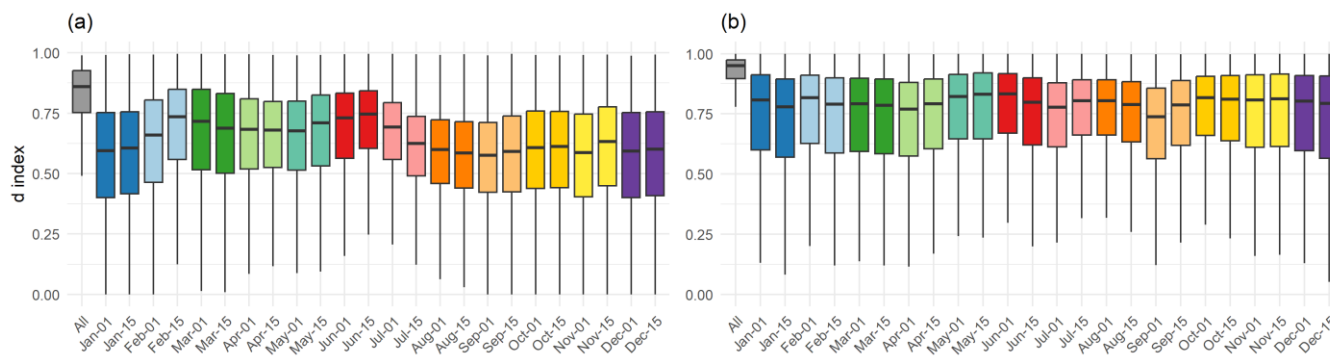 (a)
d index
1.00
0.75
0.50
0.25
0.00
All
Jan-01
Jan-15
Feb-01
Feb-15
Mar-01
Mar-15
Apr-01
Apr-15
May-01
May-15
Jun-01
Jun-15
Jul-01
Jul-15
Aug-01
Aug-15
Sep-01
Sep-15
Oct-01
Oct-15
Nov-01
Nov-15
Dec-01
Dec-15
(b)
1.00
0.75
0.50
0.25
0.00
All
Jan-01
Jan-15
Feb-01
Feb-15
Mar-01
Mar-15
Apr-01
Apr-15
May-01
May-15
Jun-01
Jun-15
Jul-01
Jul-15
Aug-01
Aug-15
Sep-01
Sep-15
Oct-01
Oct-15
Nov-01
Nov-15
Dec-01
Dec-15